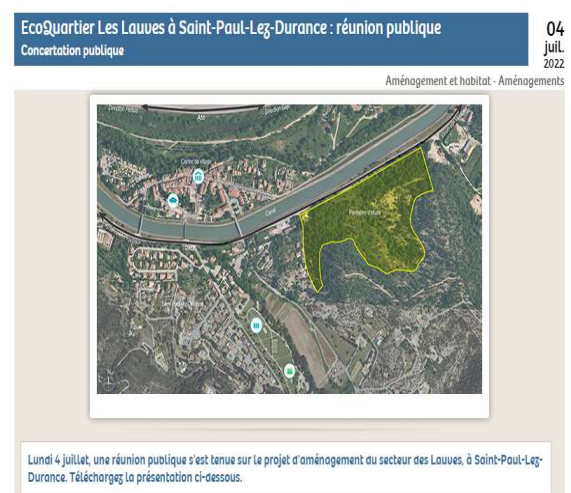 EcoQuartier Les Lauves à Saint-Paul-Lez-Durance : réunion publique
Concertation publique
04
juil.
2022
Aménagement et habitat - Aménagements
A51
Centre du village
Canal
Périmètre d'étude
Lundi 4 juillet, une réunion publique s'est tenue sur le projet d'aménagement du secteur des Lauves, à Saint-Paul-Lez-
Durance. Téléchargez la présentation ci-dessous.